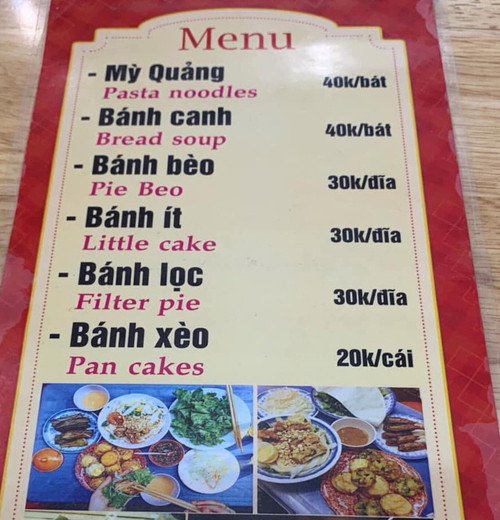 Menu
- Mỳ Quảng 40k/bát
Pasta noodles
- Bánh canh 40k/bát
Bread soup
- Bánh bèo 30k/đĩa
Pie Beo
- Bánh ít 30k/đĩa
Little cake
- Bánh lọc 30k/đĩa
Filter pie
- Bánh xèo 20k/cái
Pan cakes